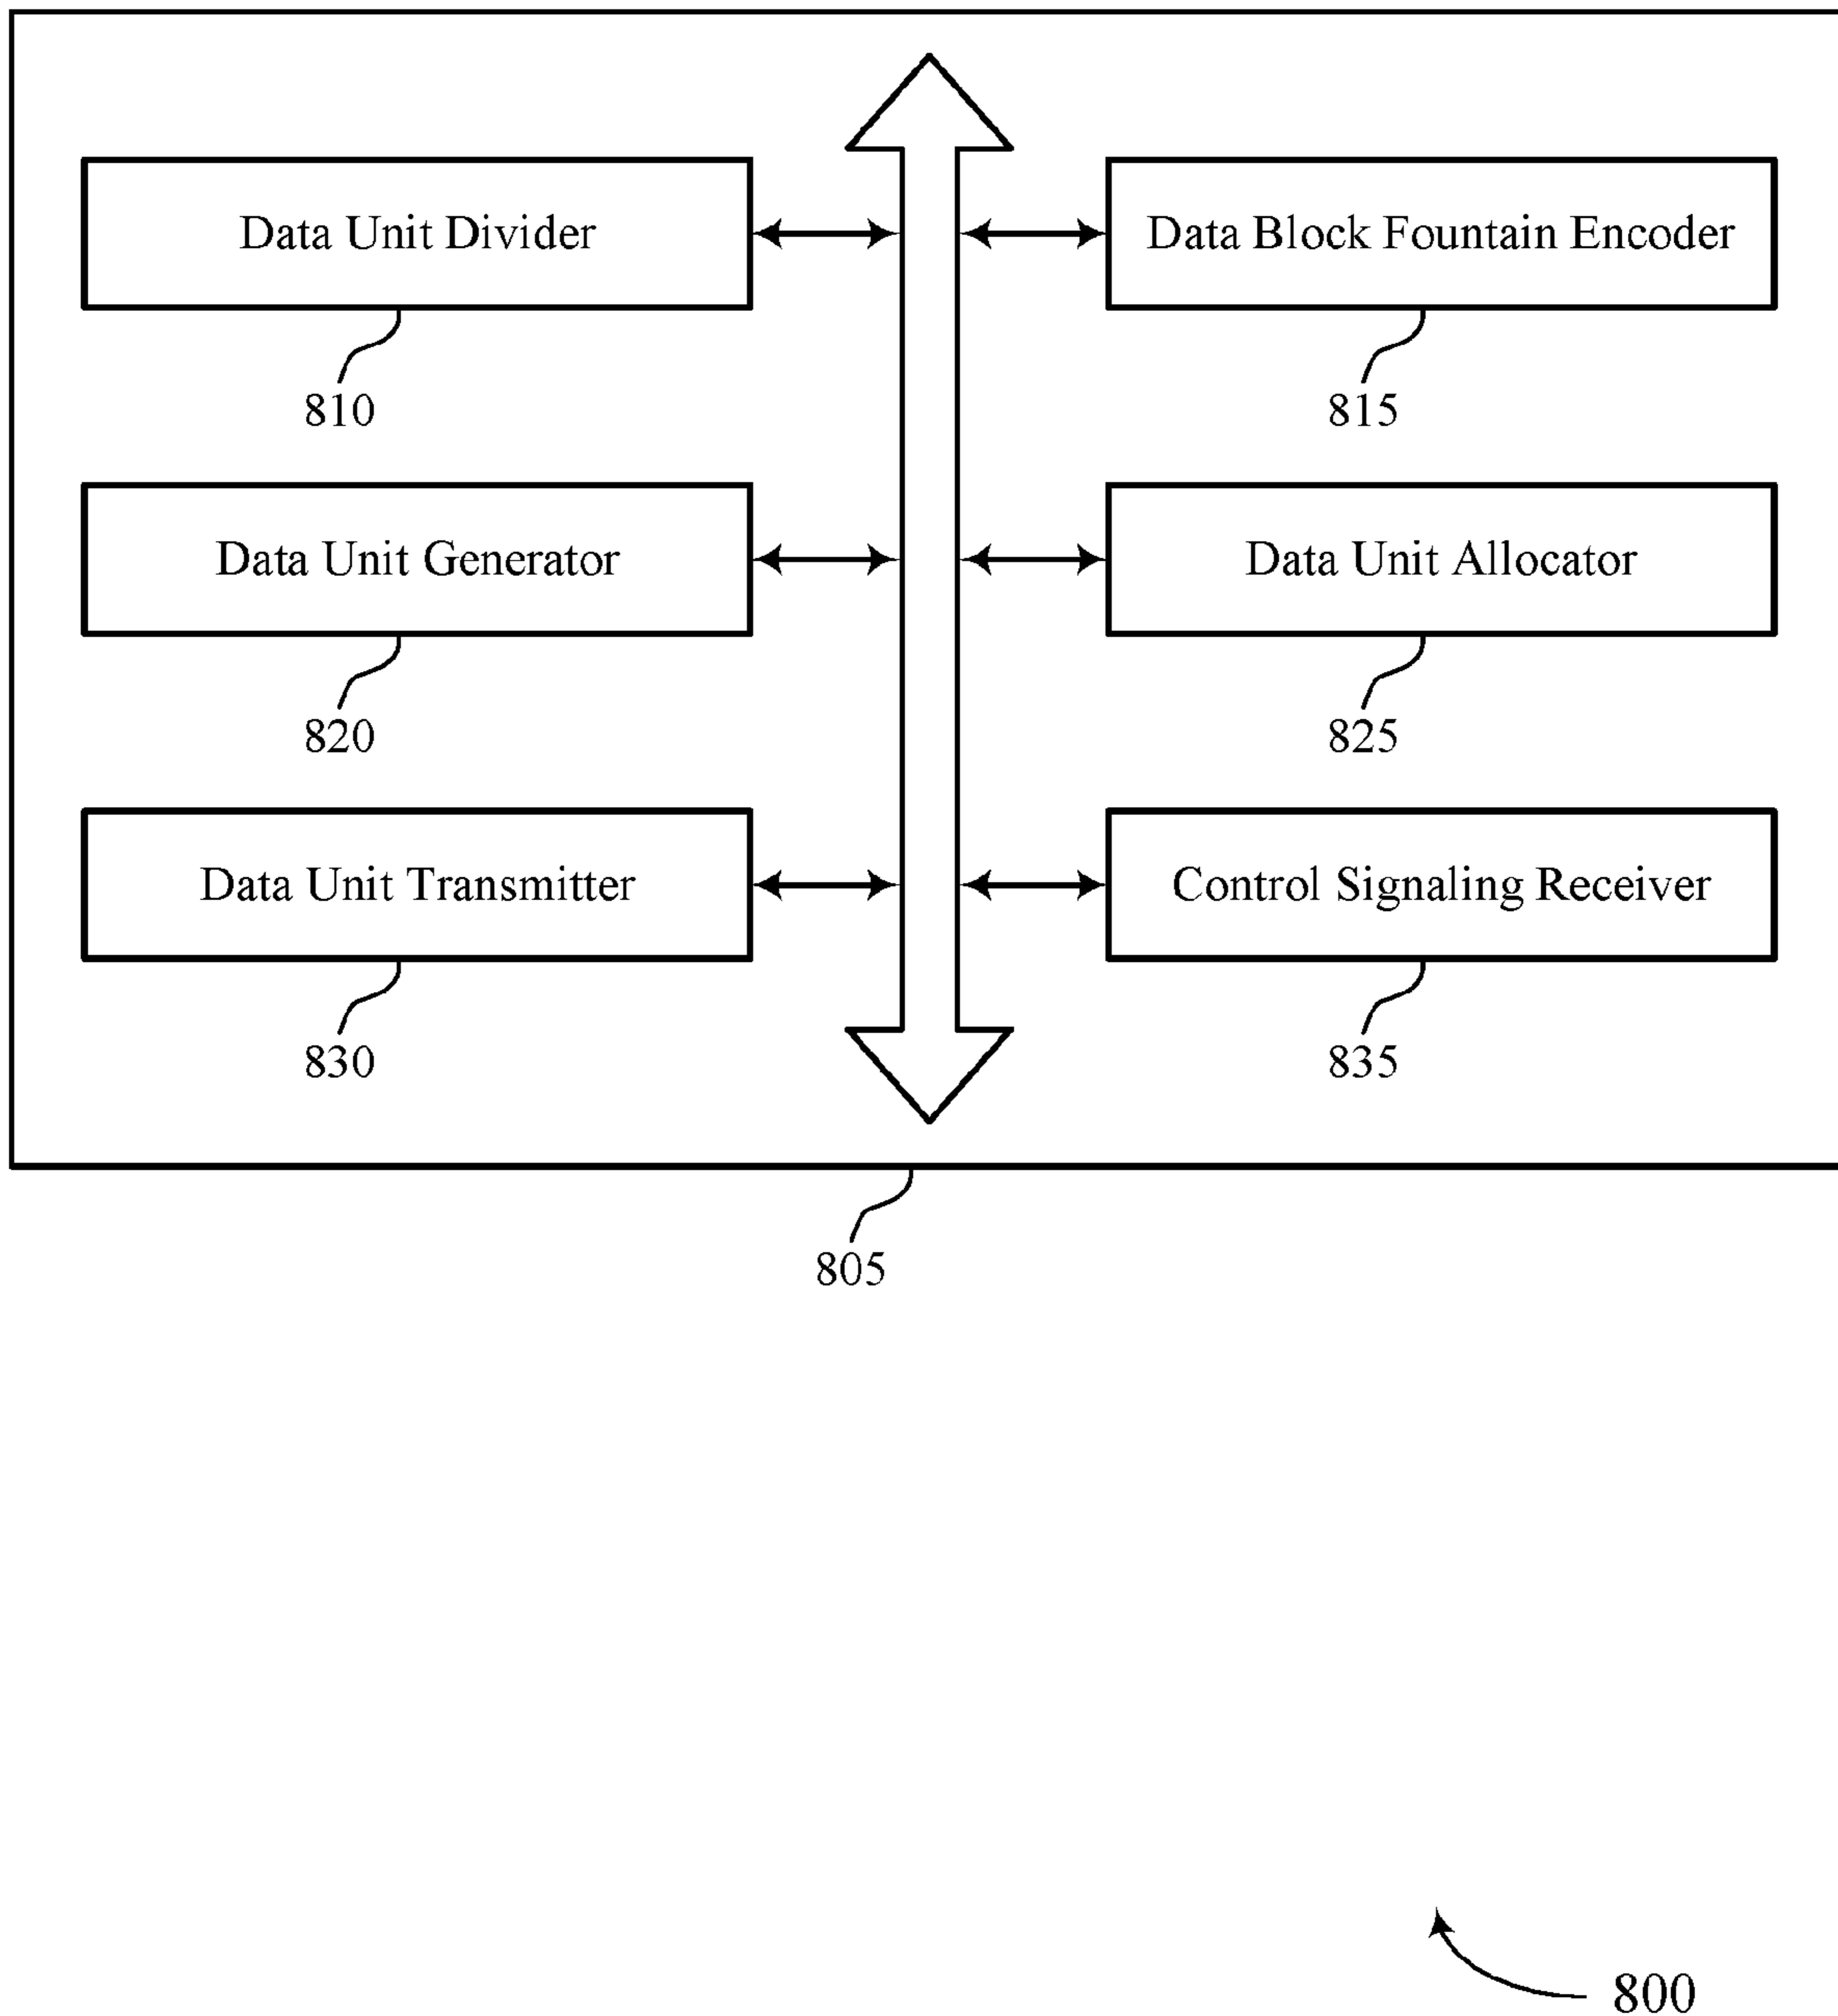 Data Unit Divider
Data Block Fountain Encoder
810
815
Data Unit Generator
Data Unit Allocator
820
825
Data Unit Transmitter
Control Signaling Receiver
830
835
805
800